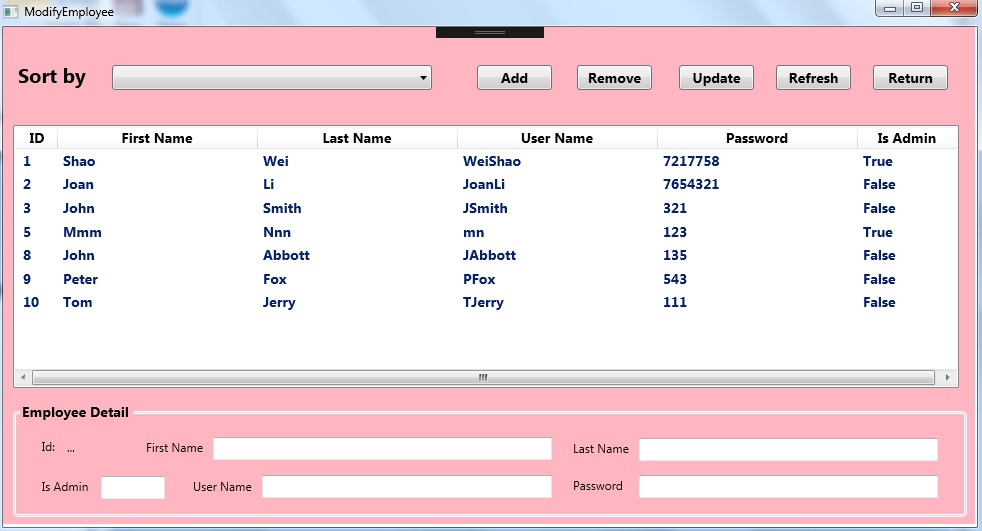 ModifyEmployee
Sort by Add Remove Update Refresh Return
ID First Name Last Name User Name Password Is Admin
1 Shao Wei WeiShao 7217758 True
2 Joan Li JoanLi 7654321 False
3 John Smith JSmith 321 False
5 Mmm Nnn mn 123 True
8 John Abbott JAbbott 135 False
9 Peter Fox PFox 543 False
10 Tom Jerry TJerry 111 False
Employee Detail
Id: ... First Name Last Name
Is Admin User Name Password